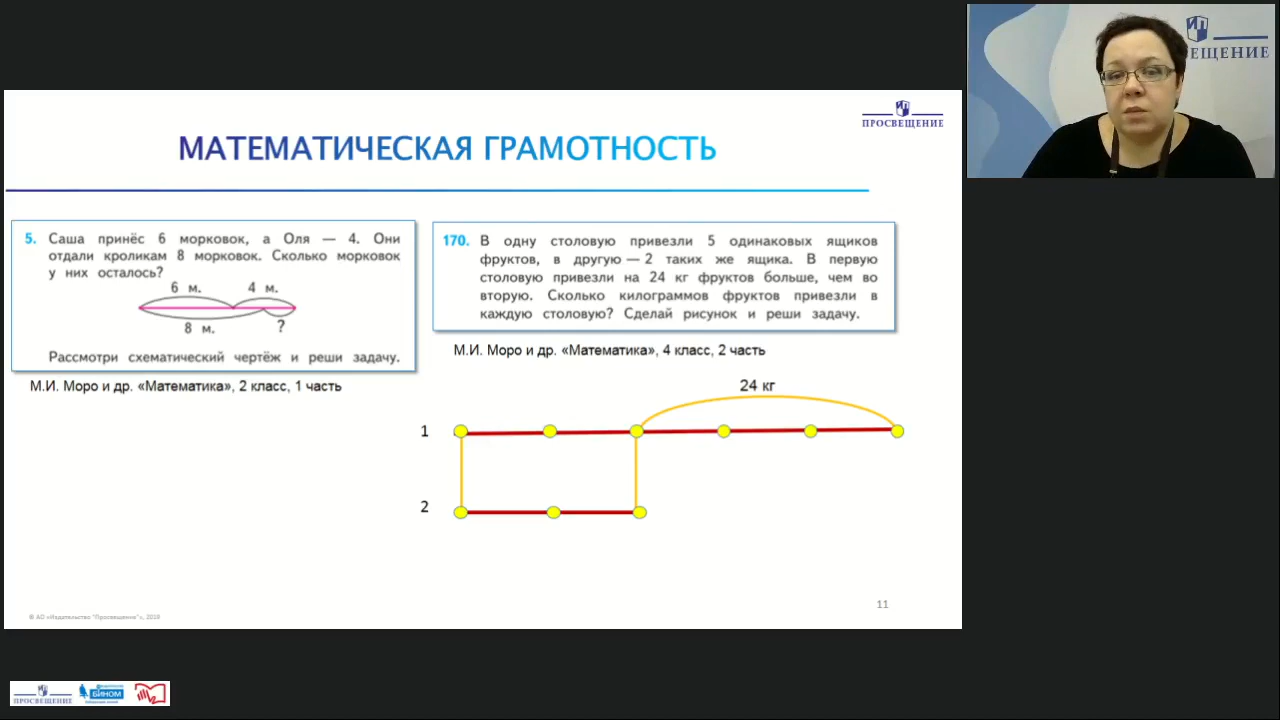 ПРОСВЕЩЕНИЕ
МАТЕМАТИЧЕСКАЯ ГРАМОТНОСТЬ
5. Саша принёс 6 морковок, а Оля — 4. Они
отдали кроликам 8 морковок. Сколько морковок
у них осталось?
6 м. 4 м.
8 м. ?
Рассмотри схематический чертёж и реши задачу.
М.И. Моро и др. «Математика», 2 класс, 1 часть
170. В одну столовую привезли 5 одинаковых ящиков
фруктов, в другую — 2 таких же ящика. В первую
столовую привезли на 24 кг фруктов больше, чем во
вторую. Сколько килограммов фруктов привезли в
каждую столовую? Сделай рисунок и реши задачу.
М.И. Моро и др. «Математика», 4 класс, 2 часть
24 кг
1
2
11
© АО «Издательство "Просвещение"», 2019
ЕЩЕНИЕ
ПРОСВЕЩЕНИЕ
БИНОМ